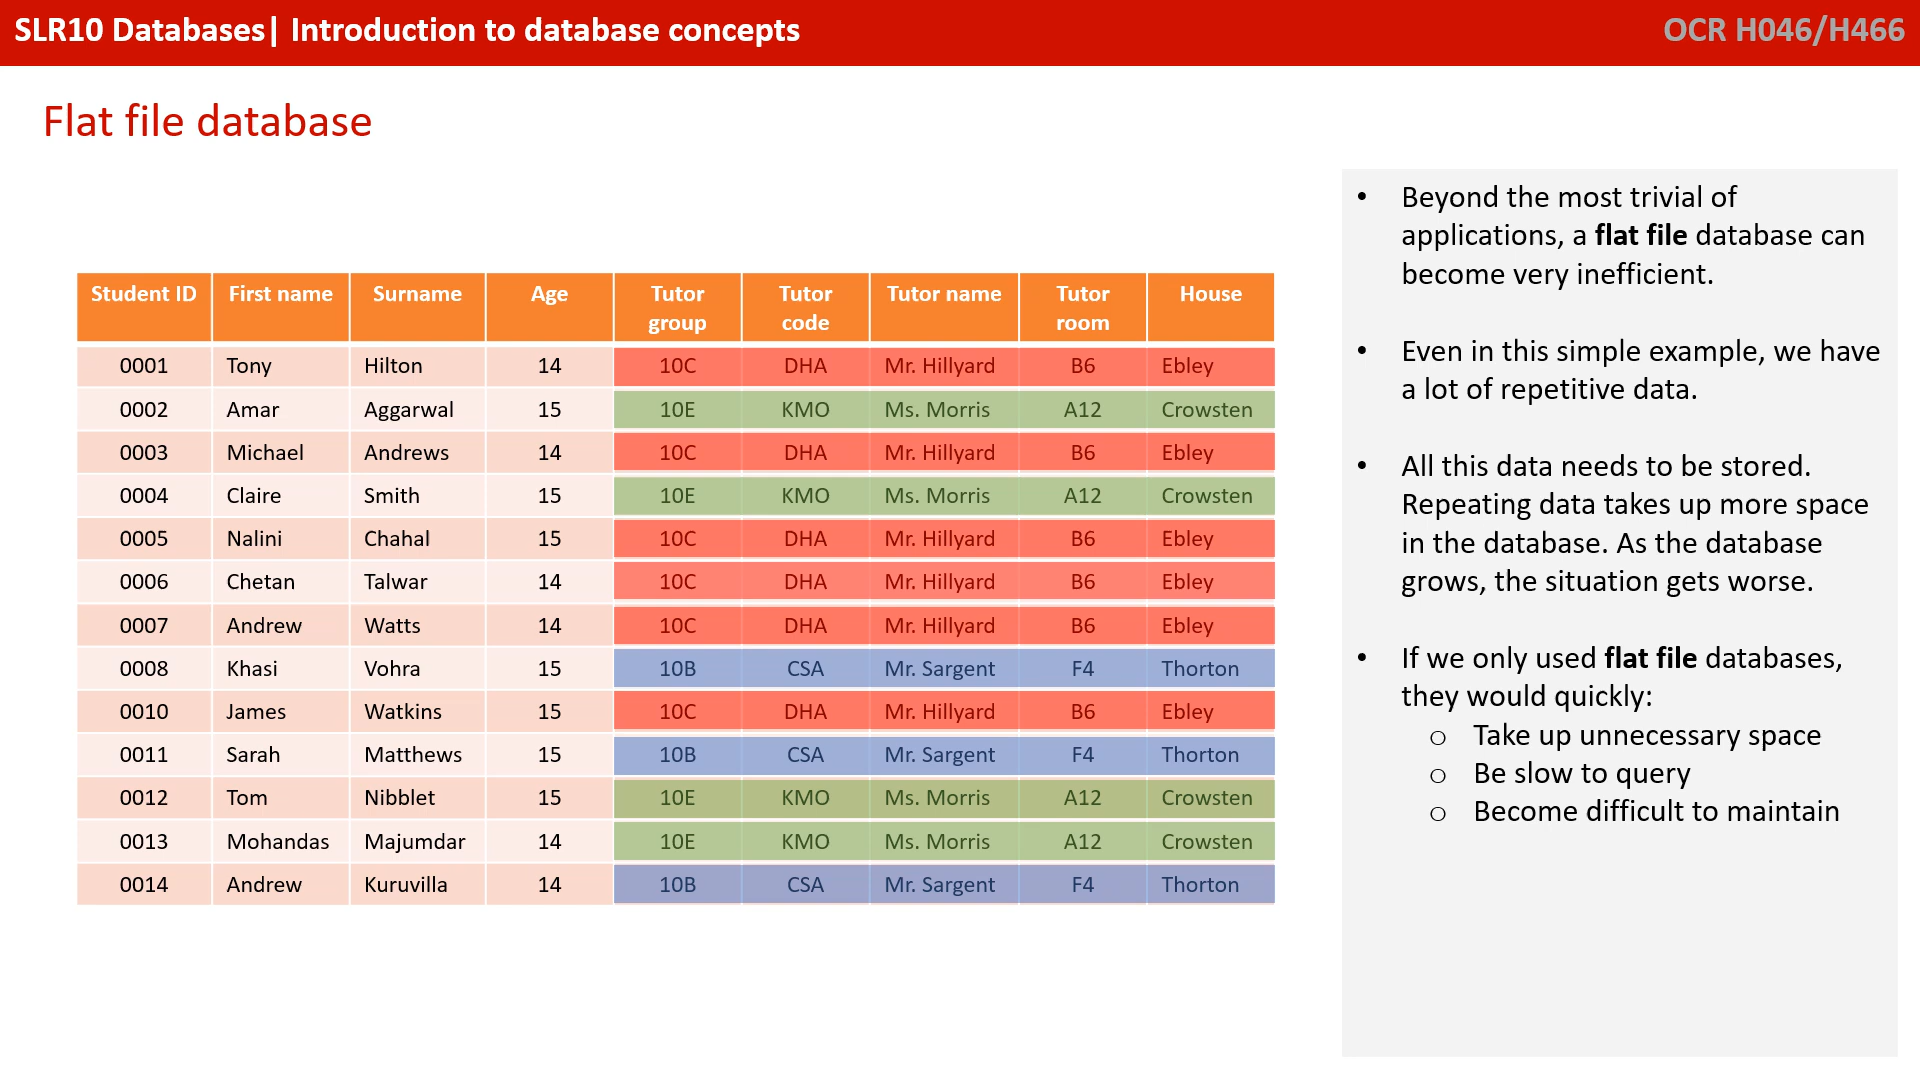 SLR10 Databases| Introduction to database concepts
OCR H046/H466
Flat file database
Student ID First name Surname Age Tutor group Tutor code Tutor name Tutor room House
0001 Tony Hilton 14 10C DHA Mr. Hillyard B6 Ebley
0002 Amar Aggarwal 15 10E KMO Ms. Morris A12 Crowsten
0003 Michael Andrews 14 10C DHA Mr. Hillyard B6 Ebley
0004 Claire Smith 15 10E KMO Ms. Morris A12 Crowsten
0005 Nalini Chahal 15 10C DHA Mr. Hillyard B6 Ebley
0006 Chetan Talwar 14 10C DHA Mr. Hillyard B6 Ebley
0007 Andrew Watts 14 10C DHA Mr. Hillyard B6 Ebley
0008 Khasi Vohra 15 10B CSA Mr. Sargent F4 Thorton
0010 James Watkins 15 10C DHA Mr. Hillyard B6 Ebley
0011 Sarah Matthews 15 10B CSA Mr. Sargent F4 Thorton
0012 Tom Nibblet 15 10E KMO Ms. Morris A12 Crowsten
0013 Mohandas Majumdar 14 10E KMO Ms. Morris A12 Crowsten
0014 Andrew Kuruvilla 14 10B CSA Mr. Sargent F4 Thorton
• Beyond the most trivial of
applications, a flat file database can
become very inefficient.
• Even in this simple example, we have
a lot of repetitive data.
• All this data needs to be stored.
Repeating data takes up more space
in the database. As the database
grows, the situation gets worse.
• If we only used flat file databases,
they would quickly:
o Take up unnecessary space
o Be slow to query
o Become difficult to maintain